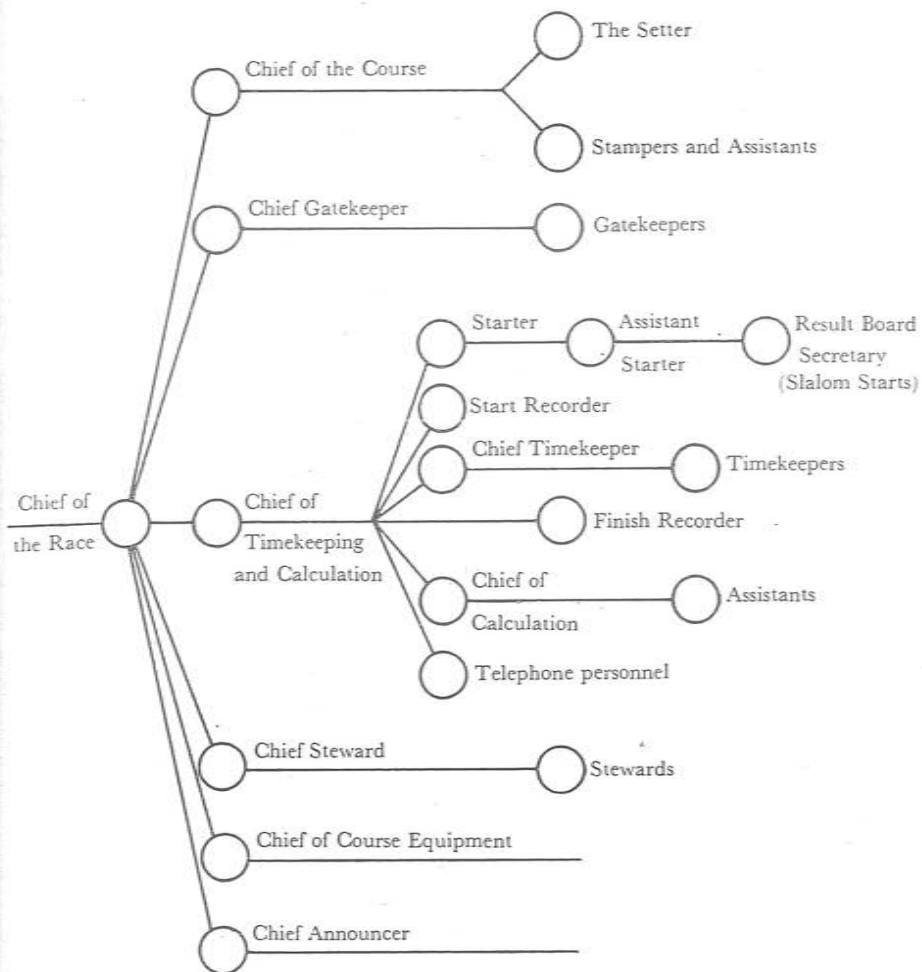 The Setter
Chief of the Course
Stampers and Assistants
Chief Gatekeeper
Gatekeepers
Starter
Assistant
Starter
Result Board
Secretary
(Slalom Starts)
Start Recorder
Chief Timekeeper
Timekeepers
Chief of
the Race
Chief of
Timekeeping
and Calculation
Finish Recorder
Chief of
Calculation
Assistants
Telephone personnel
Chief Steward
Stewards
Chief of Course Equipment
Chief Announcer